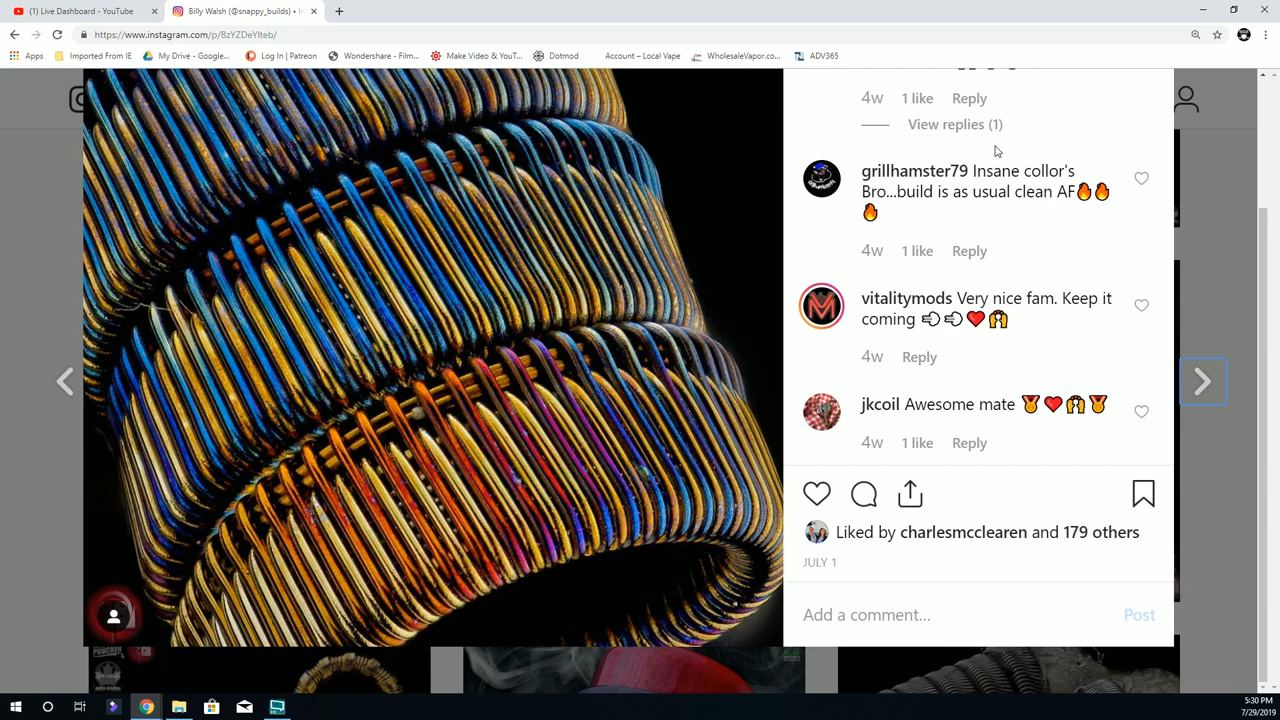 (1) Live Dashboard - YouTube
Billy Walsh (@snappy_builds) • In
https://www.instagram.com/p/BzYZDeYlteb/
Apps
Imported From IE
My Drive - Google...
Log In | Patreon
Wondershare - Film...
Make Video & YouT...
Dotmod
Account – Local Vape
WholesaleVapor.co...
ADV365
4w 1 like Reply
View replies (1)
grillhamster79 Insane collor's
Bro...build is as usual clean AF🔥🔥
🔥
4w 1 like Reply
vitalitymods Very nice fam. Keep it
coming 💨💨❤️🙌
4w Reply
jkcoil Awesome mate 🏅❤️🙌🏅
4w 1 like Reply
Liked by charlesmcclearen and 179 others
JULY 1
Add a comment... Post
PUNCHER
5:30 PM
7/29/2019